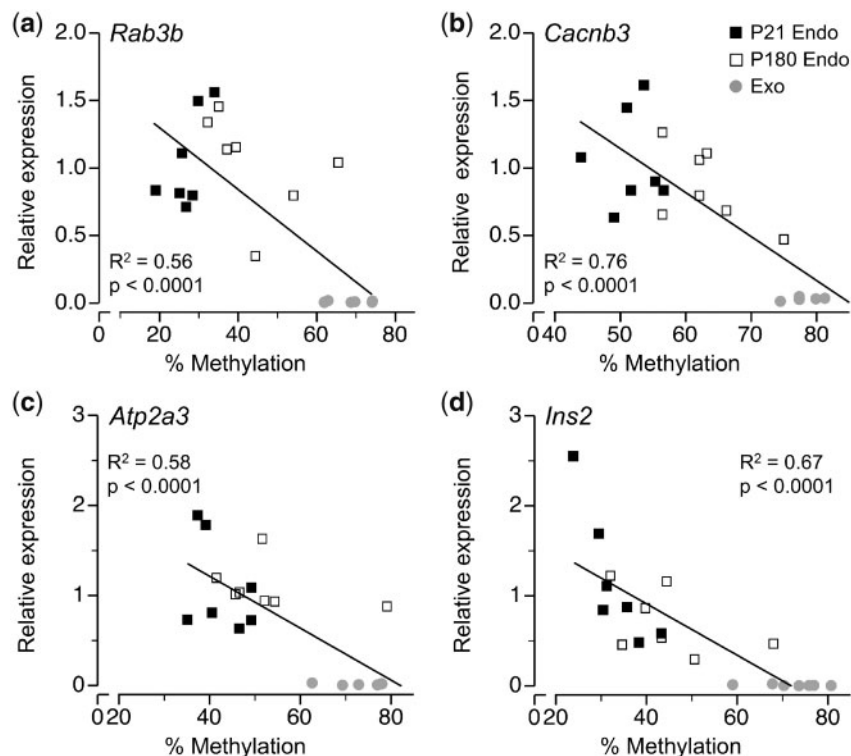 (a)
Rab3b
Relative expression
2.0
1.5
1.0
0.5
0.0
R² = 0.56
p < 0.0001
0 20 40 60 80
% Methylation
(b)
Cacnb3
■ P21 Endo
□ P180 Endo
● Exo
Relative expression
2.0
1.5
1.0
0.5
0.0
R² = 0.76
p < 0.0001
0 40 50 60 70 80
% Methylation
(c)
Atp2a3
Relative expression
3
2
1
0
R² = 0.58
p < 0.0001
0 20 40 60 80
% Methylation
(d)
Ins2
Relative expression
3
2
1
0
R² = 0.67
p < 0.0001
0 20 40 60 80
% Methylation